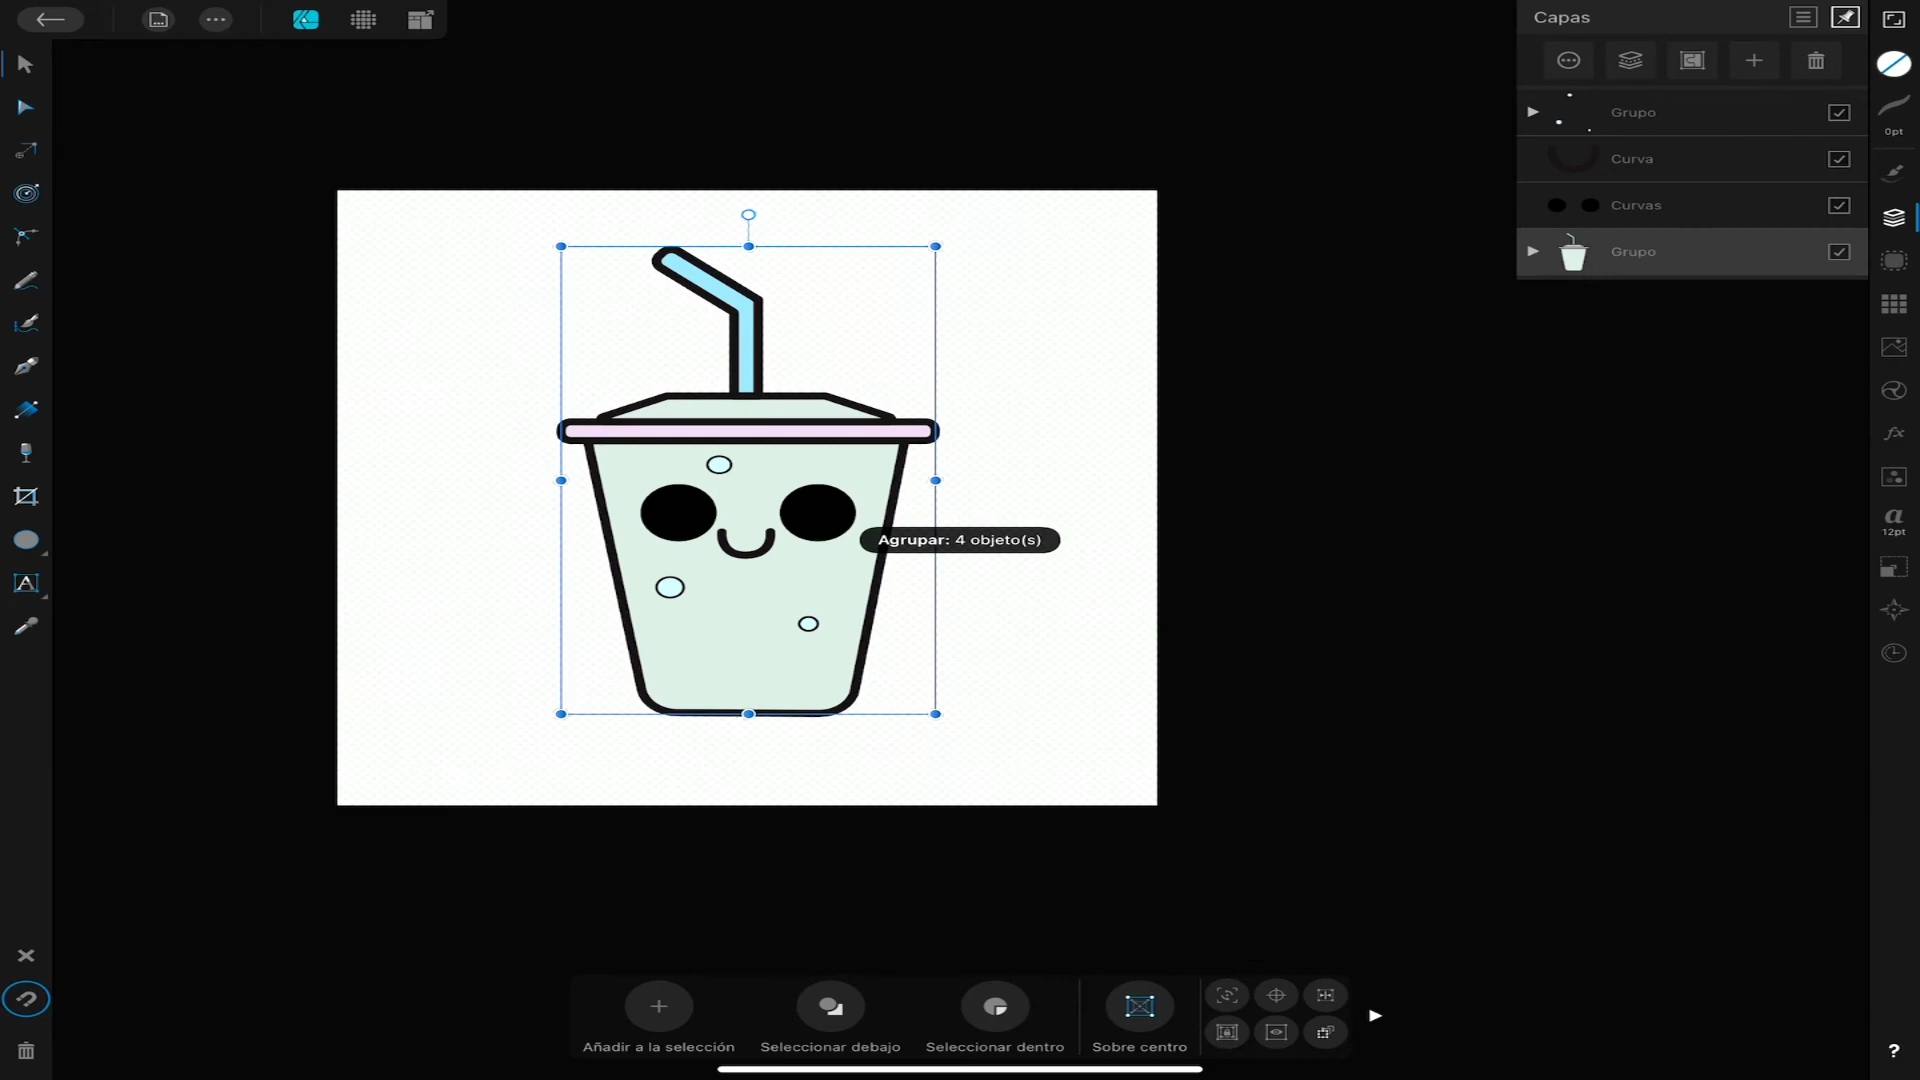 Capas
Grupo
0pt
Curva
Curvas
Grupo
fx
a
12pt
A
Agrupar: 4 objeto(s)
Añadir a la selección
Seleccionar debajo
Seleccionar dentro
Sobre centro
?